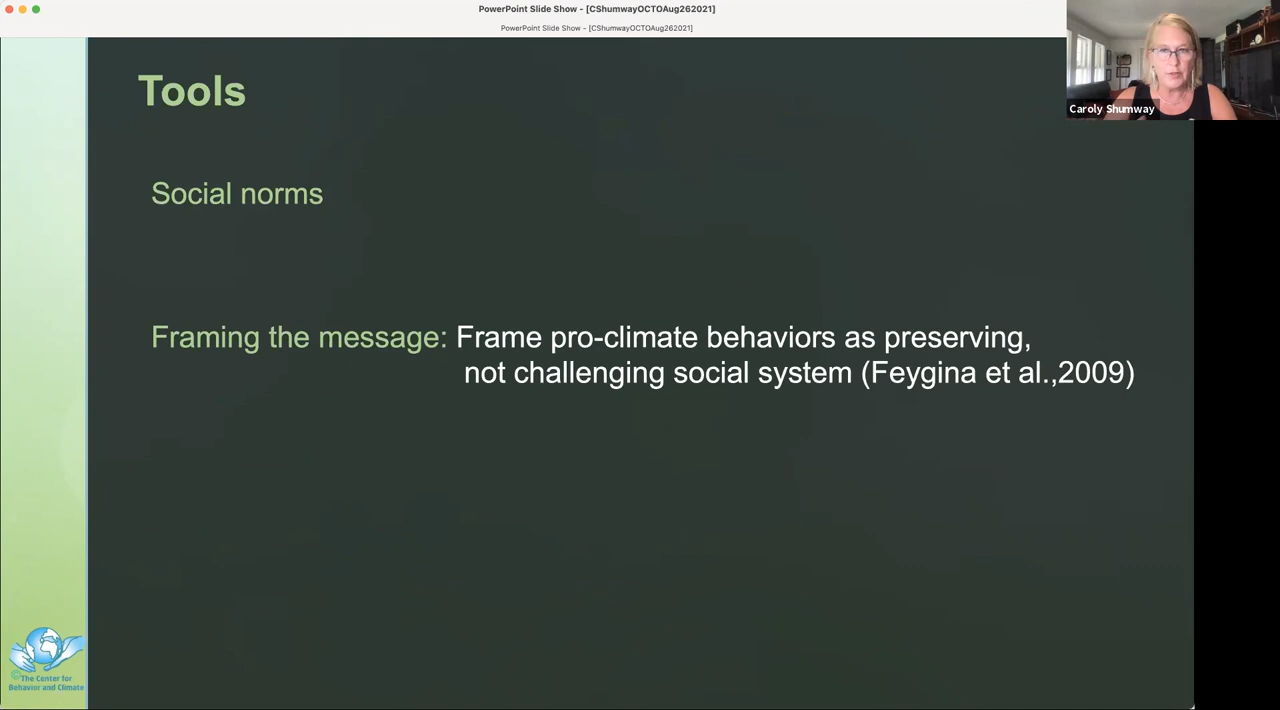 PowerPoint Slide Show - [CShumwayOCTOAug262021]
PowerPoint Slide Show - [CShumwayOCTOAug262021]
Caroly Shumway
Tools
Social norms
Framing the message: Frame pro-climate behaviors as preserving,
not challenging social system (Feygina et al.,2009)
©The Center for
Behavior and Climate